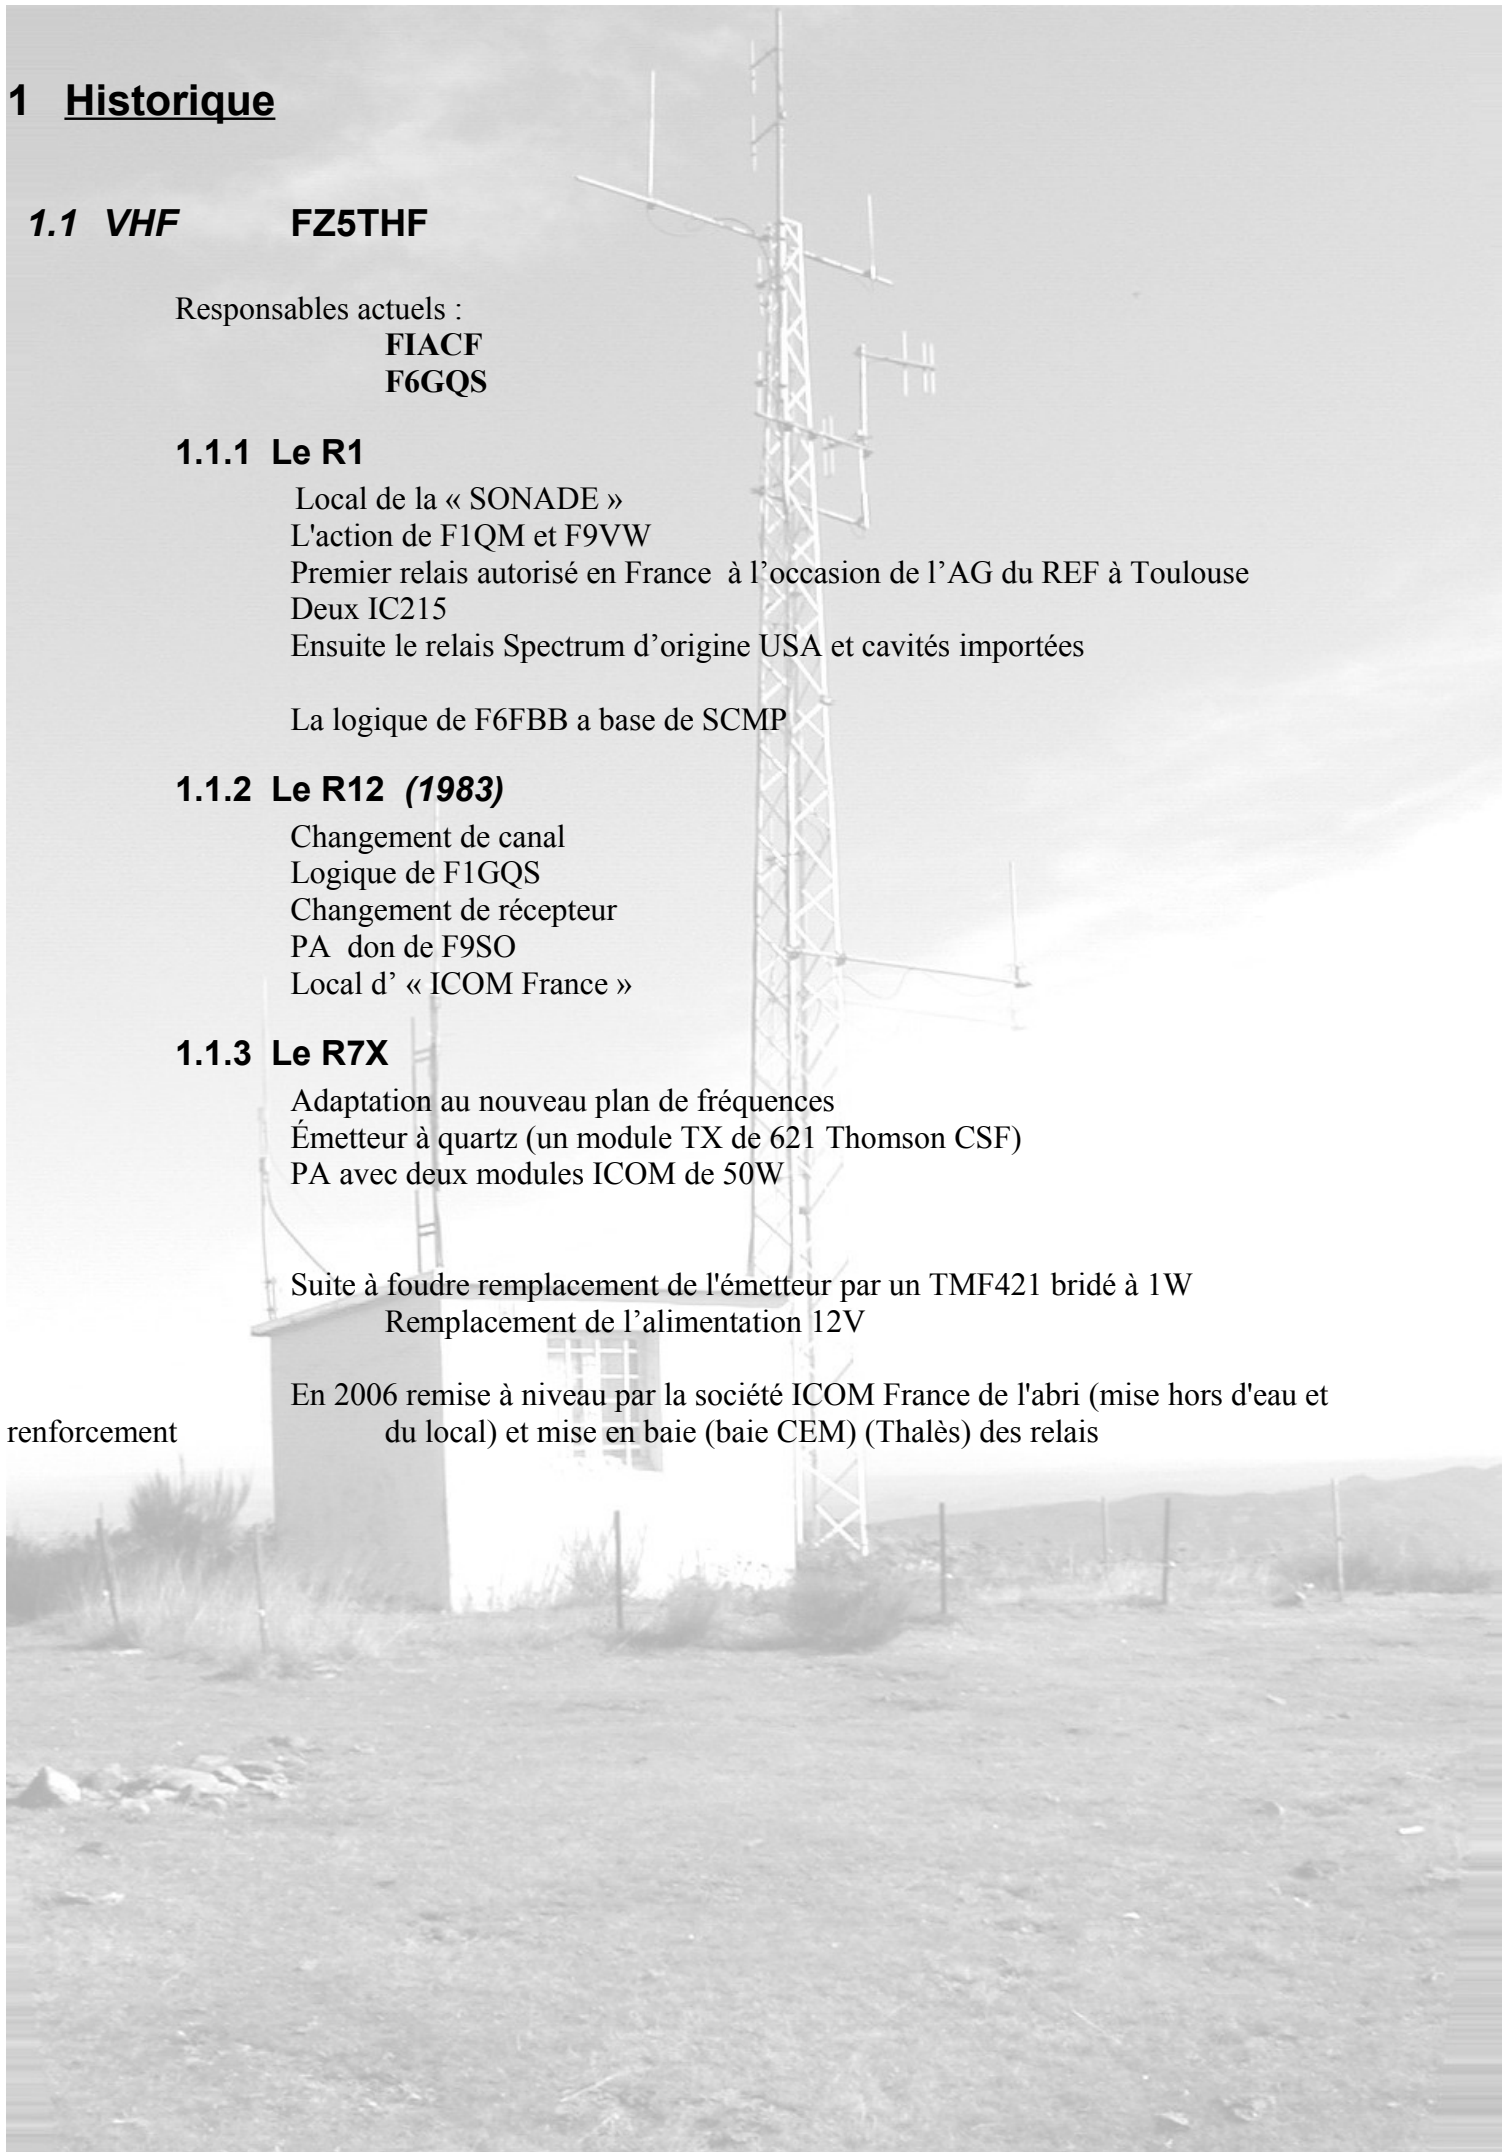 1 Historique
1.1 VHF FZ5THF
Responsables actuels :
FIACF
F6GQS
1.1.1 Le R1
Local de la « SONADE »
L'action de F1QM et F9VW
Premier relais autorisé en France à l’occasion de l’AG du REF à Toulouse
Deux IC215
Ensuite le relais Spectrum d’origine USA et cavités importées
La logique de F6FBB a base de SCMP
1.1.2 Le R12 (1983)
Changement de canal
Logique de F1GQS
Changement de récepteur
PA don de F9SO
Local d’ « ICOM France »
1.1.3 Le R7X
Adaptation au nouveau plan de fréquences
Émetteur à quartz (un module TX de 621 Thomson CSF)
PA avec deux modules ICOM de 50W
Suite à foudre remplacement de l'émetteur par un TMF421 bridé à 1W
Remplacement de l’alimentation 12V
En 2006 remise à niveau par la société ICOM France de l'abri (mise hors d'eau et
renforcement du local) et mise en baie (baie CEM) (Thalès) des relais